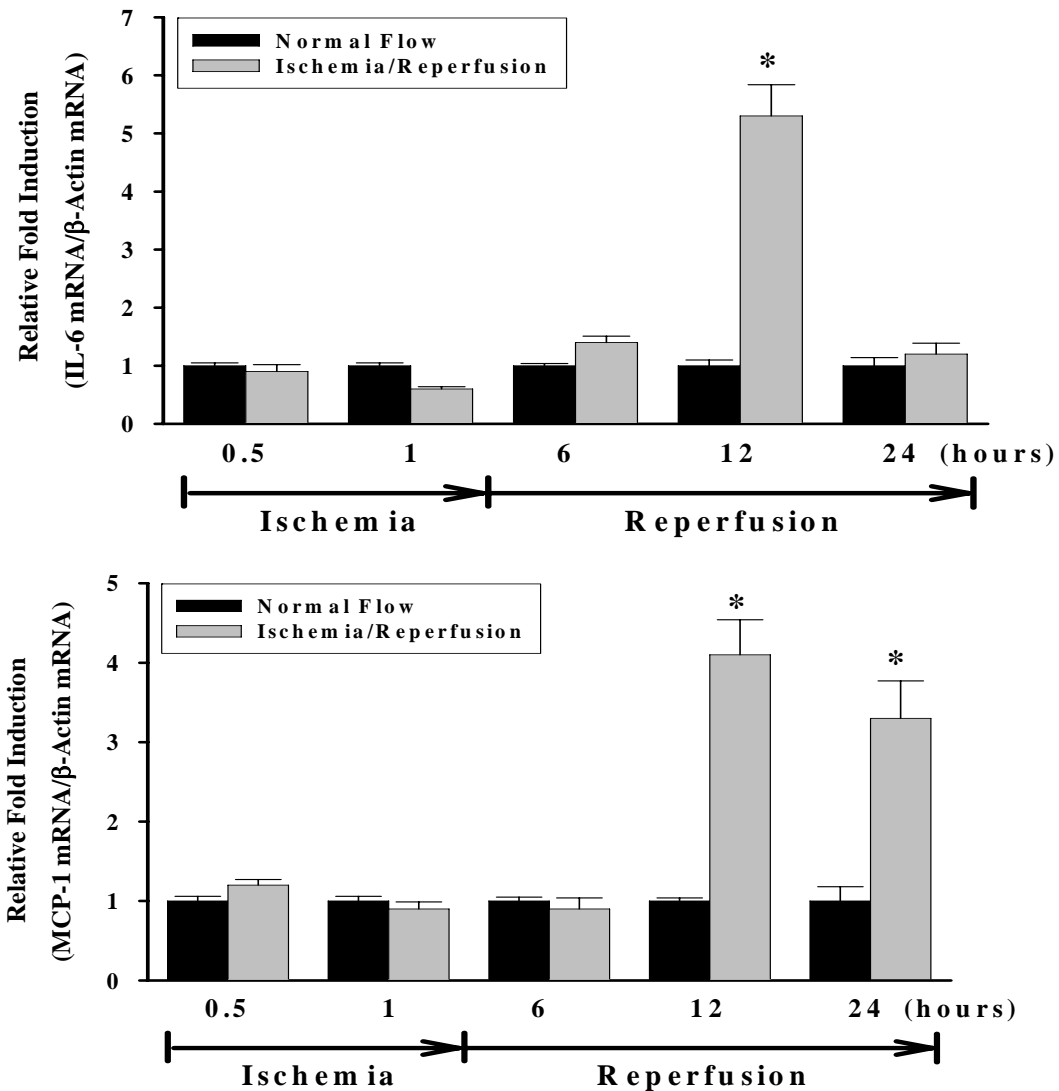 Relative Fold Induction
(IL-6 mRNA/β-Actin mRNA)
7
6
5
4
3
2
1
0
Normal Flow
Ischemia/Reperfusion
*
0.5 1 6 12 24 (hours)
Ischemia Reperfusion
Relative Fold Induction
(MCP-1 mRNA/β-Actin mRNA)
5
4
3
2
1
0
Normal Flow
Ischemia/Reperfusion
*
*
0.5 1 6 12 24 (hours)
Ischemia Reperfusion